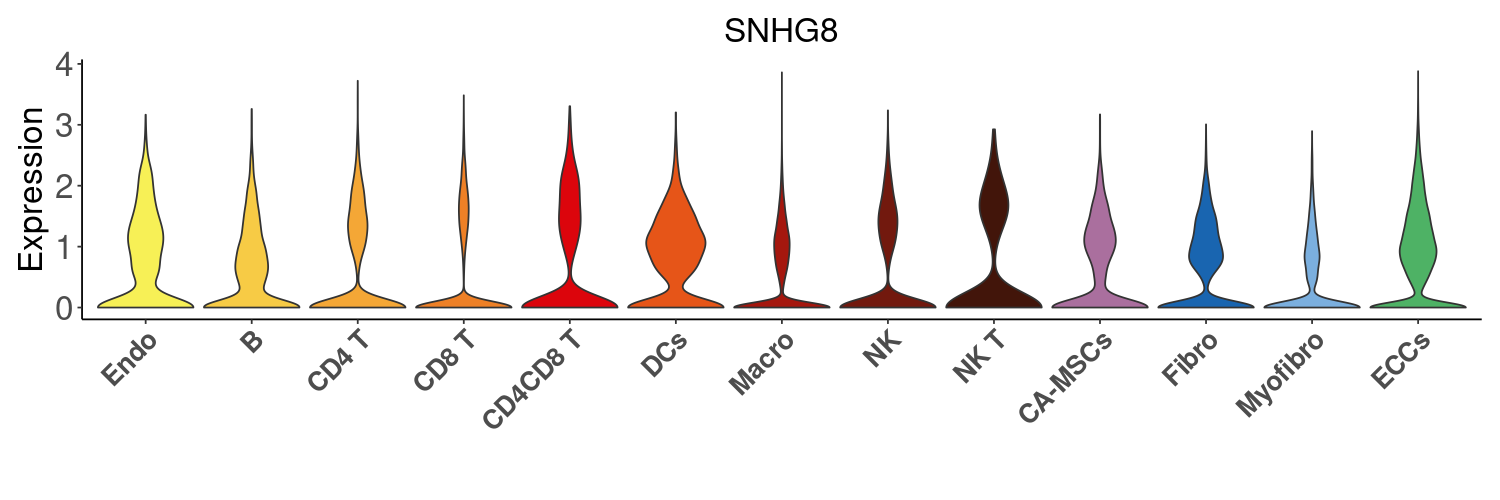 SNHG8
Expression
4
3
2
1
0
Endo
B
CD4 T
CD8 T
CD4CD8 T
DCs
Macro
NK
NK T
CA-MSCs
Fibro
Myofibro
ECCs